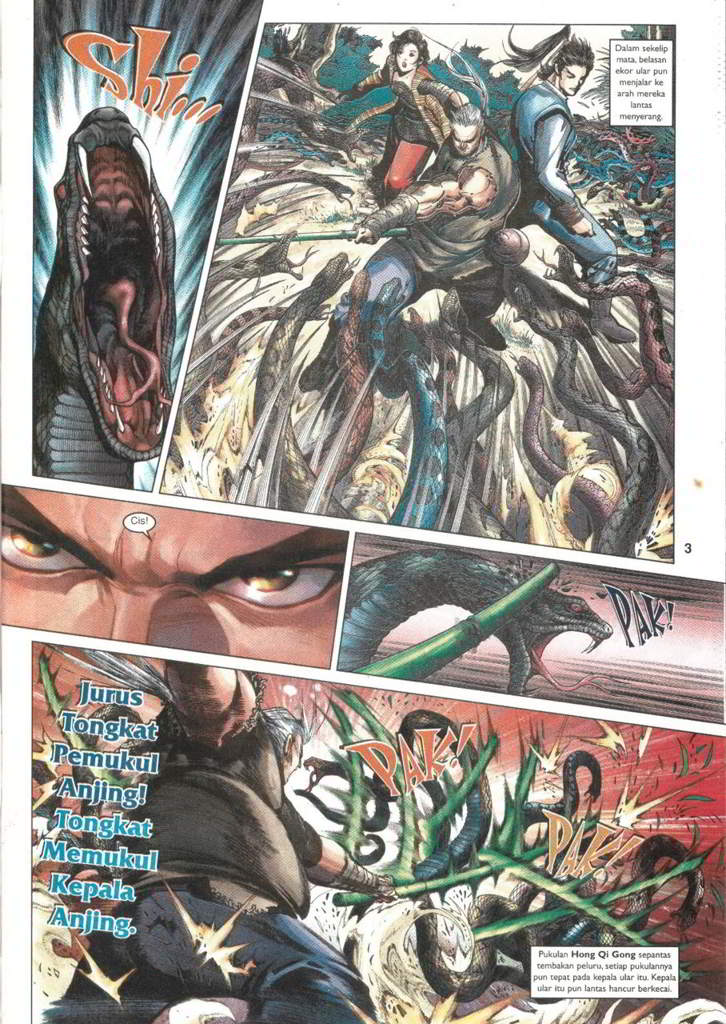 Shi...
Dalam sekelip
mata, belasan
ekor ular pun
menjalar ke
arah mereka
lantas
menyerang.
3
Cis!
PAK!
Jurus
Tongkat
Pemukul
Anjing!
Tongkat
Memukul
Kepala
Anjing.
PAK!
PAK!
Pukulan Hong Qi Gong sepantas
tembakan peluru, setiap pukulannya
pun tepat pada kepala ular itu. Kepala
ular itu pun lantas hancur berkecai.